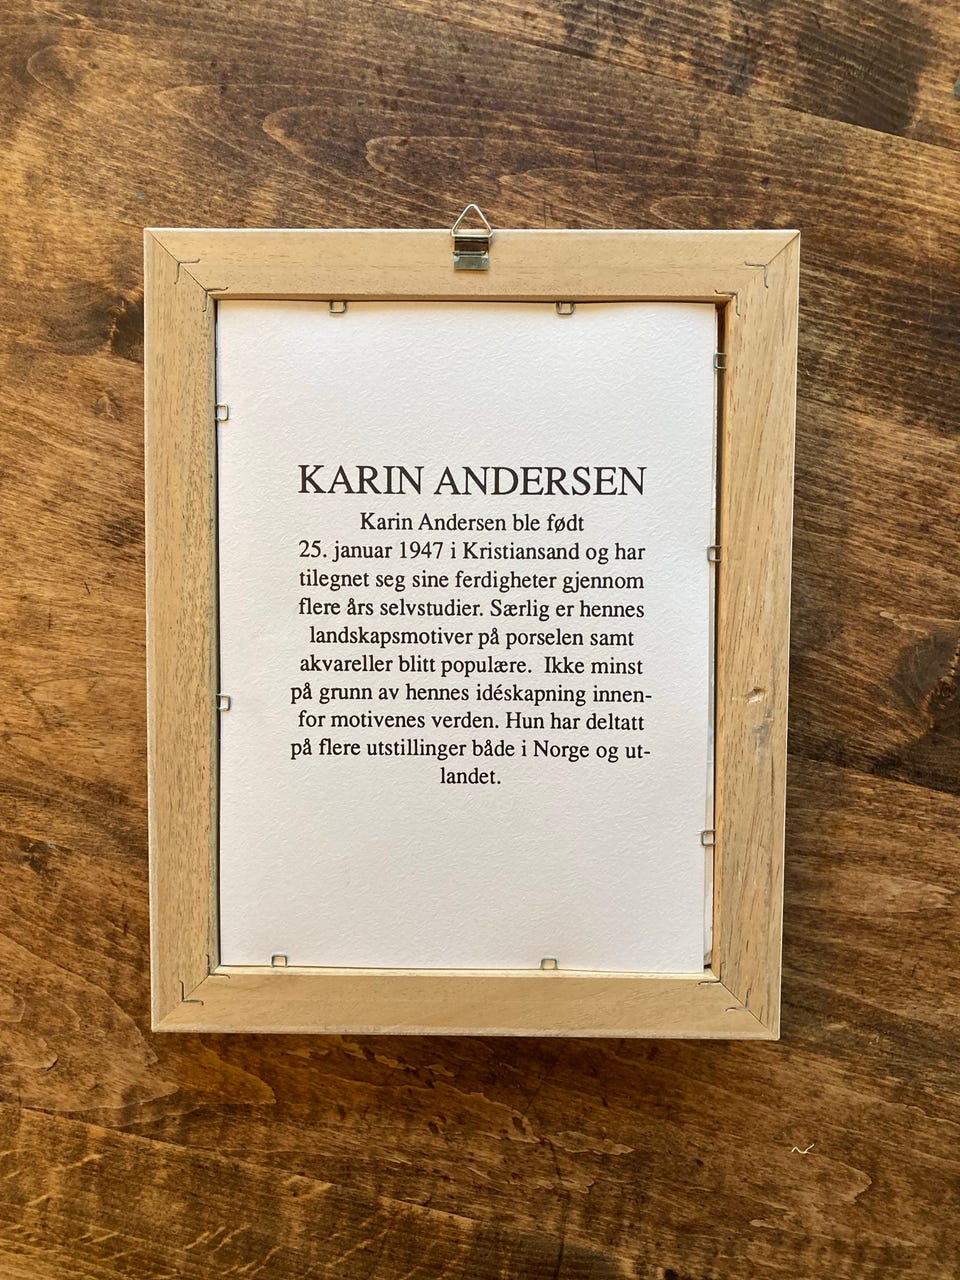 KARIN ANDERSEN
Karin Andersen ble født
25. januar 1947 i Kristiansand og har
tilegnet seg sine ferdigheter gjennom
flere års selvstudier. Særlig er hennes
landskapsmotiver på porselen samt
akvareller blitt populære.  Ikke minst
på grunn av hennes idéskapning innen-
for motivenes verden. Hun har deltatt
på flere utstillinger både i Norge og ut-
landet.